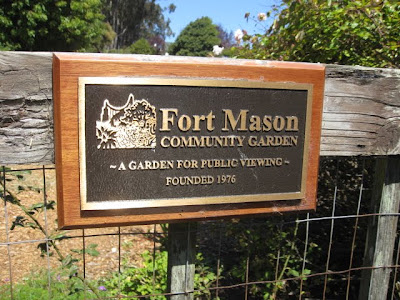 Fort Mason
COMMUNITY GARDEN
~ A GARDEN FOR PUBLIC VIEWING ~
FOUNDED 1976